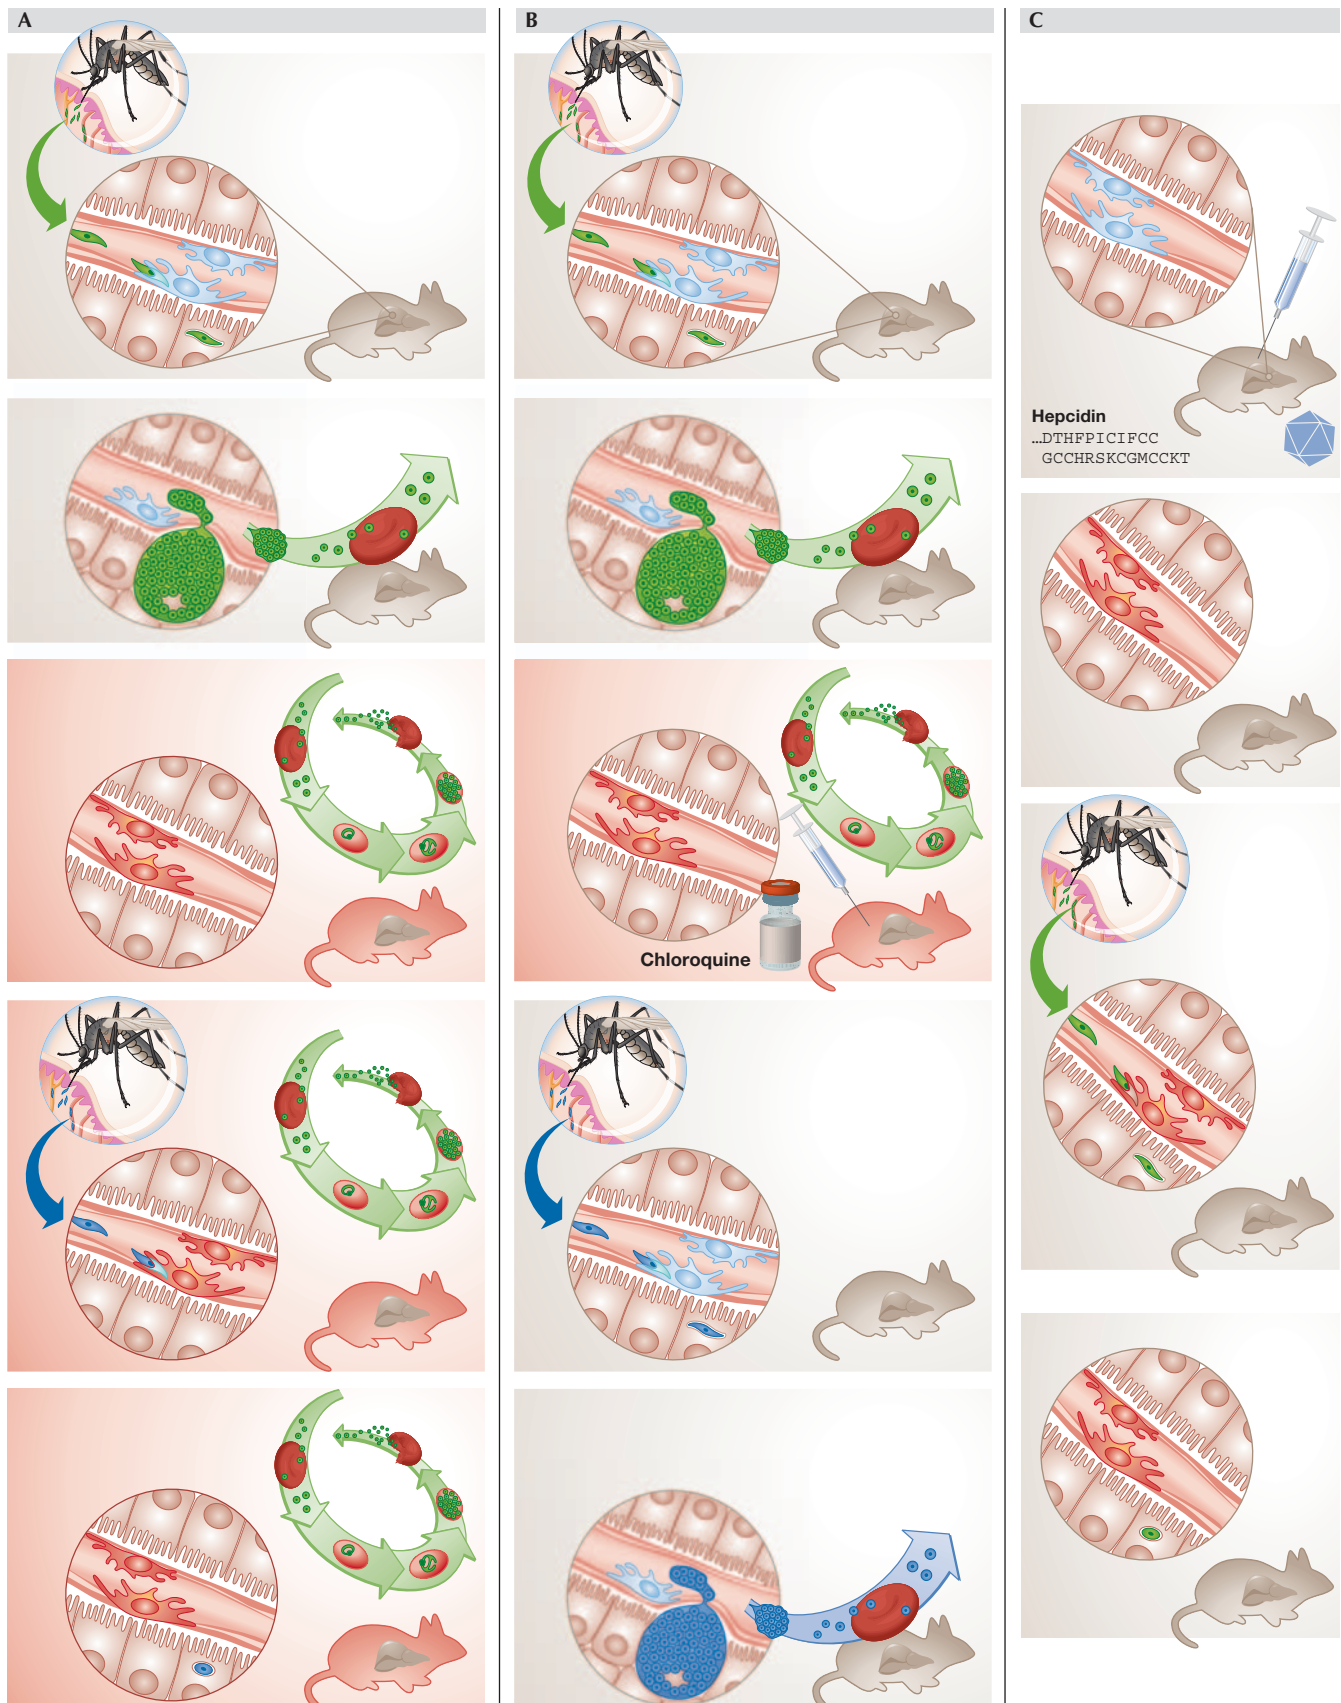 A
B
C
Hepcidin
...DTHFPICIFCC
GCCHRSKCGMCCKT
Chloroquine